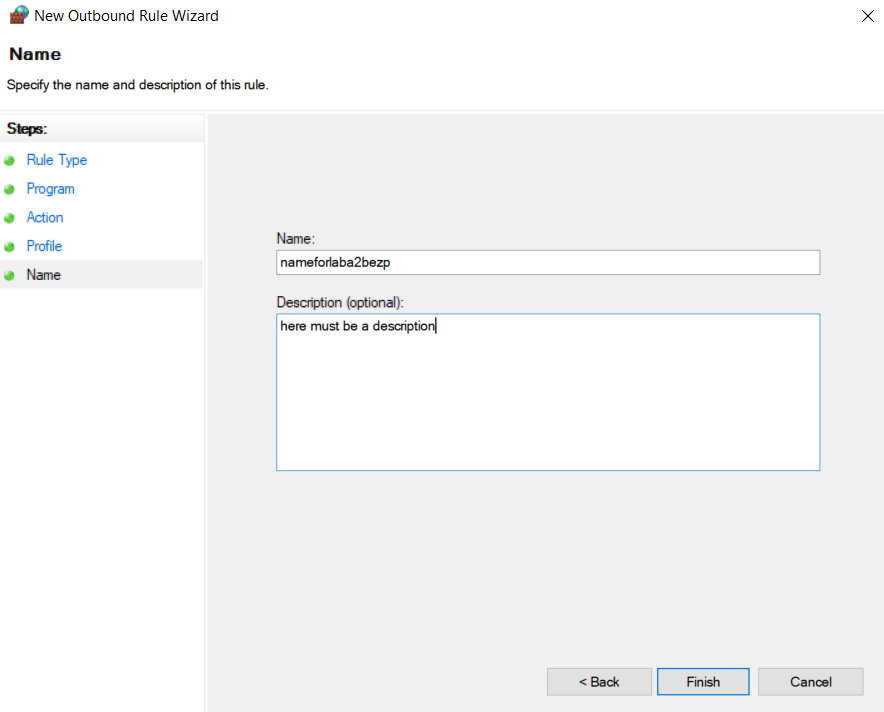 New Outbound Rule Wizard
Name
Specify the name and description of this rule.
Steps:
Rule Type
Program
Action
Profile
Name
Name:
nameforlaba2bezp
Description (optional):
here must be a description
< Back
Finish
Cancel